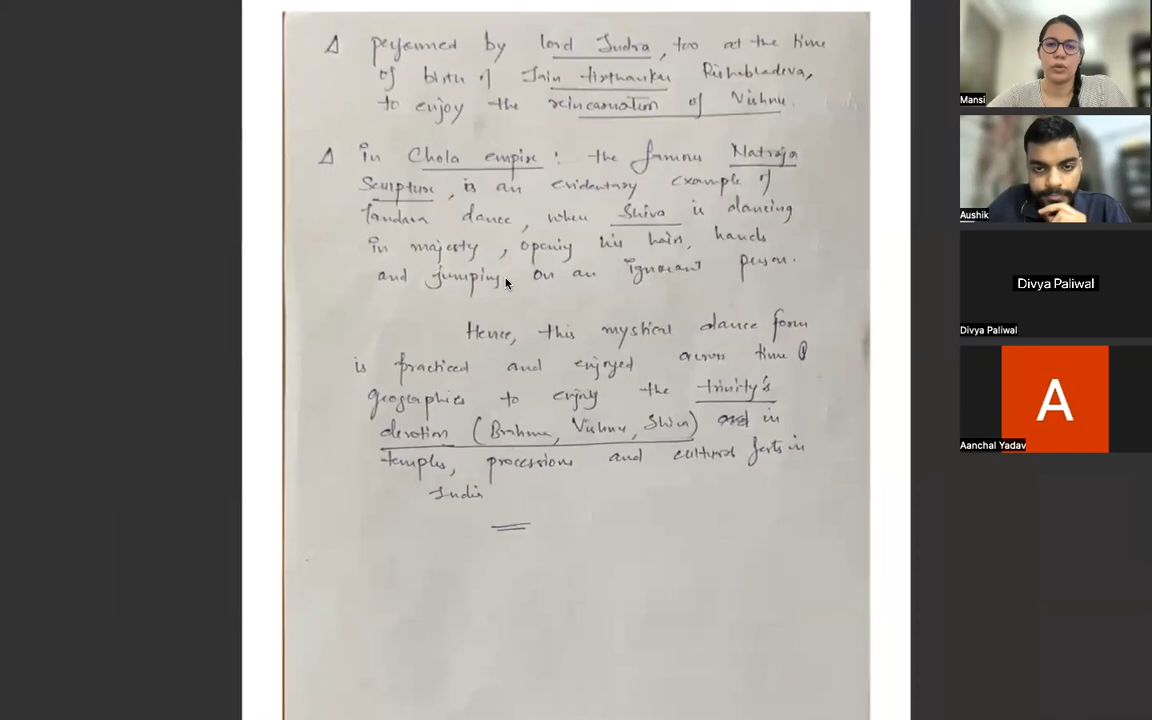 Δ performed by lord Indra, too at the time
of birth of Jain tirthankar Rishabhadeva,
to enjoy the reincarnation of Vishnu.
Δ in Chola empire : the famous Natraja
Sculpture, is an evidentary example of
Tandava dance, when Shiva is dancing
in majesty, opening his hair, hands
and jumping on an ignorant person.
Hence, this mystical dance form
is practiced and enjoyed across time &
geographies to enjoy the trinity's
devotion (Brahma, Vishnu, Shiva) in
temples, processions and cultural fests in
India
Mansi
Aushik
Divya Paliwal
Divya Paliwal
A
Aanchal Yadav